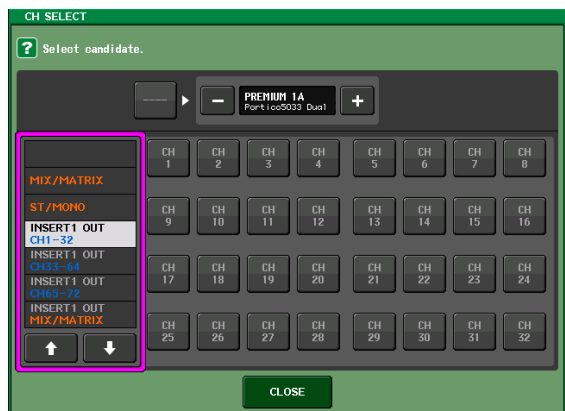 CH SELECT
? Select candidate.
---- − PREMIUM 1A +
Portico5033 Dual
MIX/MATRIX
ST/MONO
INSERT1 OUT
CH1-32
INSERT1 OUT
CH33-64
INSERT1 OUT
CH65-72
INSERT1 OUT
MIX/MATRIX
CH 1
CH 2
CH 3
CH 4
CH 5
CH 6
CH 7
CH 8
CH 9
CH 10
CH 11
CH 12
CH 13
CH 14
CH 15
CH 16
CH 17
CH 18
CH 19
CH 20
CH 21
CH 22
CH 23
CH 24
CH 25
CH 26
CH 27
CH 28
CH 29
CH 30
CH 31
CH 32
CLOSE